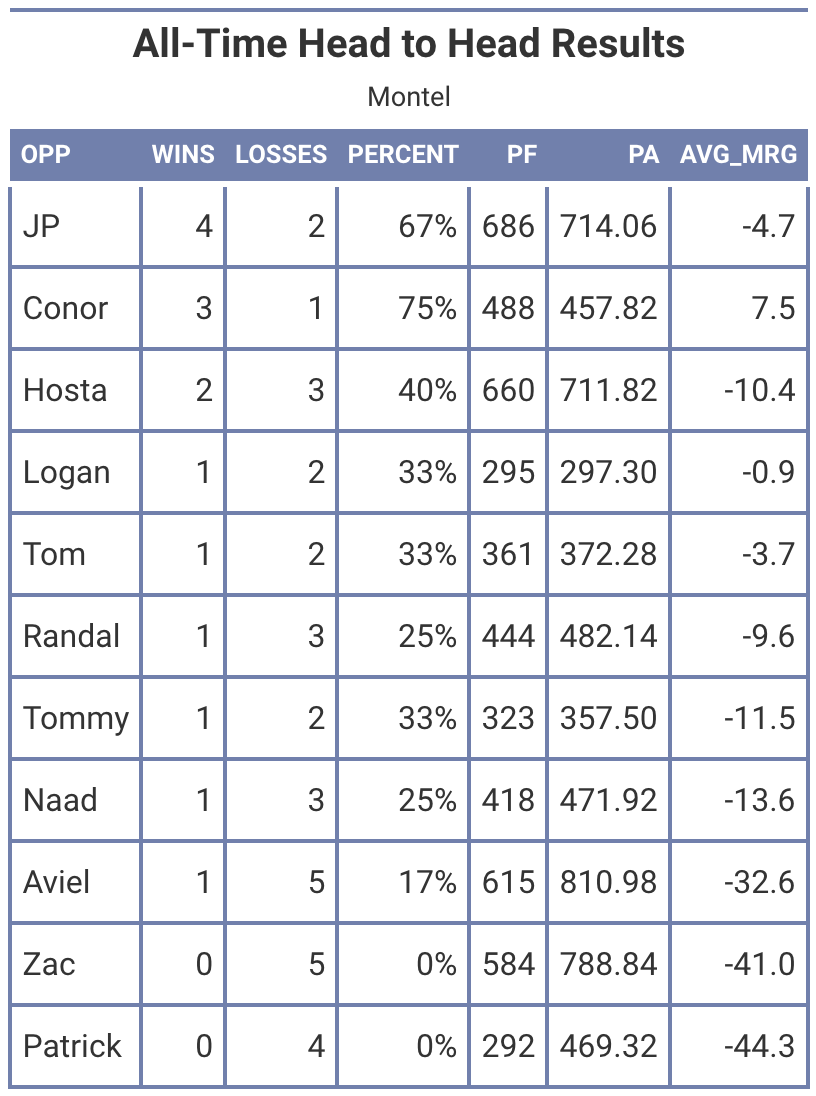 All-Time Head to Head Results
Montel
OPP WINS LOSSES PERCENT PF PA AVG_MRG
JP 4 2 67% 686 714.06 -4.7
Conor 3 1 75% 488 457.82 7.5
Hosta 2 3 40% 660 711.82 -10.4
Logan 1 2 33% 295 297.30 -0.9
Tom 1 2 33% 361 372.28 -3.7
Randal 1 3 25% 444 482.14 -9.6
Tommy 1 2 33% 323 357.50 -11.5
Naad 1 3 25% 418 471.92 -13.6
Aviel 1 5 17% 615 810.98 -32.6
Zac 0 5 0% 584 788.84 -41.0
Patrick 0 4 0% 292 469.32 -44.3